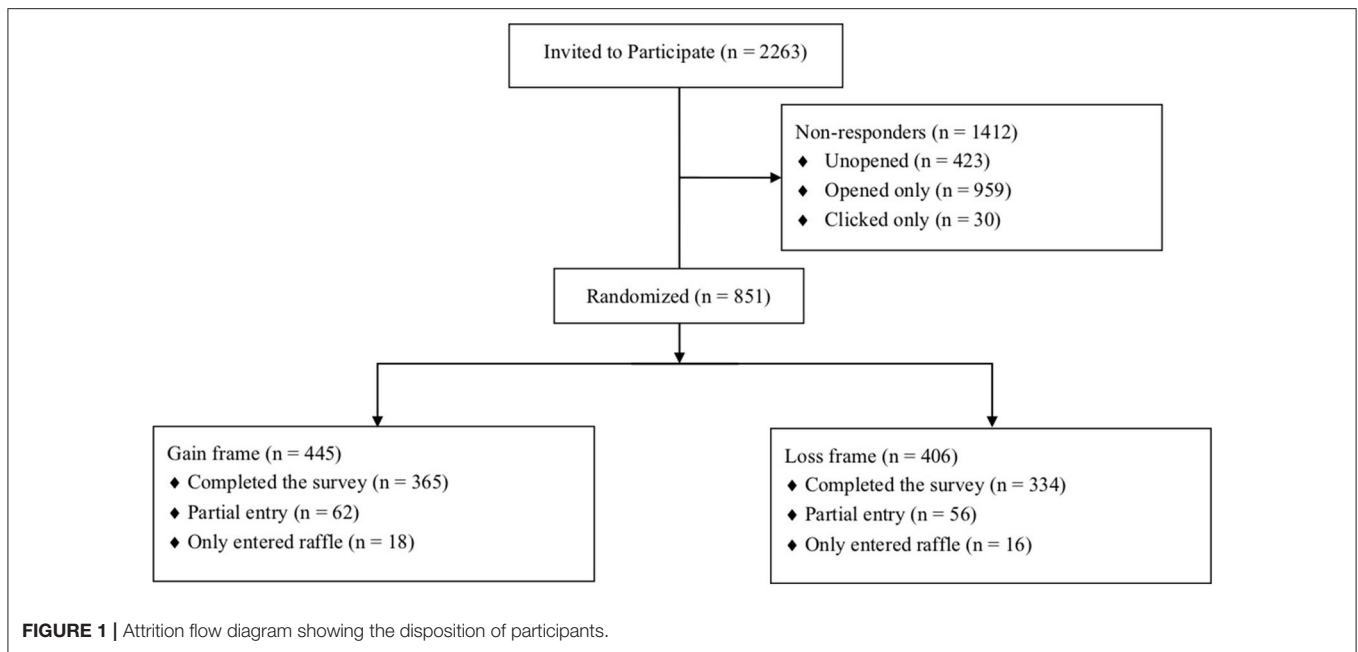 Invited to Participate (n = 2263)
Non-responders (n = 1412)
♦ Unopened (n = 423)
♦ Opened only (n = 959)
♦ Clicked only (n = 30)
Randomized (n = 851)
Gain frame (n = 445)
♦ Completed the survey (n = 365)
♦ Partial entry (n = 62)
♦ Only entered raffle (n = 18)
Loss frame (n = 406)
♦ Completed the survey (n = 334)
♦ Partial entry (n = 56)
♦ Only entered raffle (n = 16)
FIGURE 1 | Attrition flow diagram showing the disposition of participants.